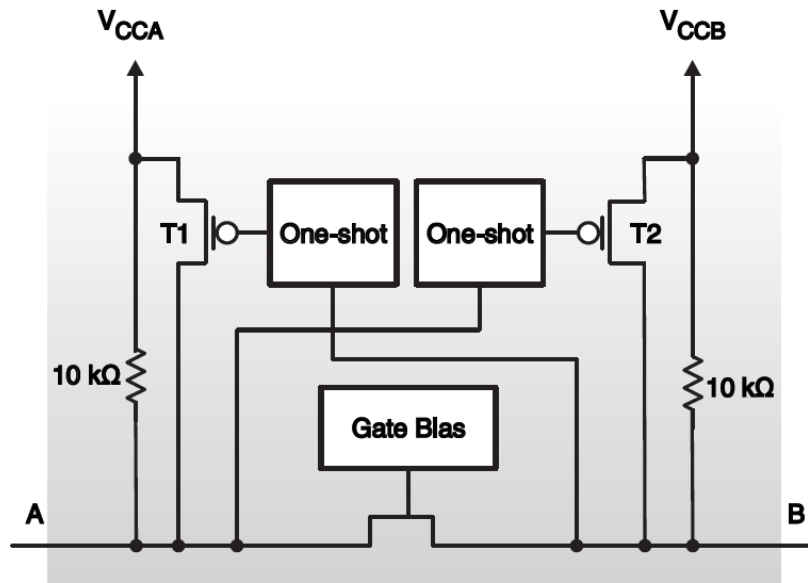 VCCA
VCCB
T1
One-shot
One-shot
T2
10 kΩ
10 kΩ
Gate Bias
A
B